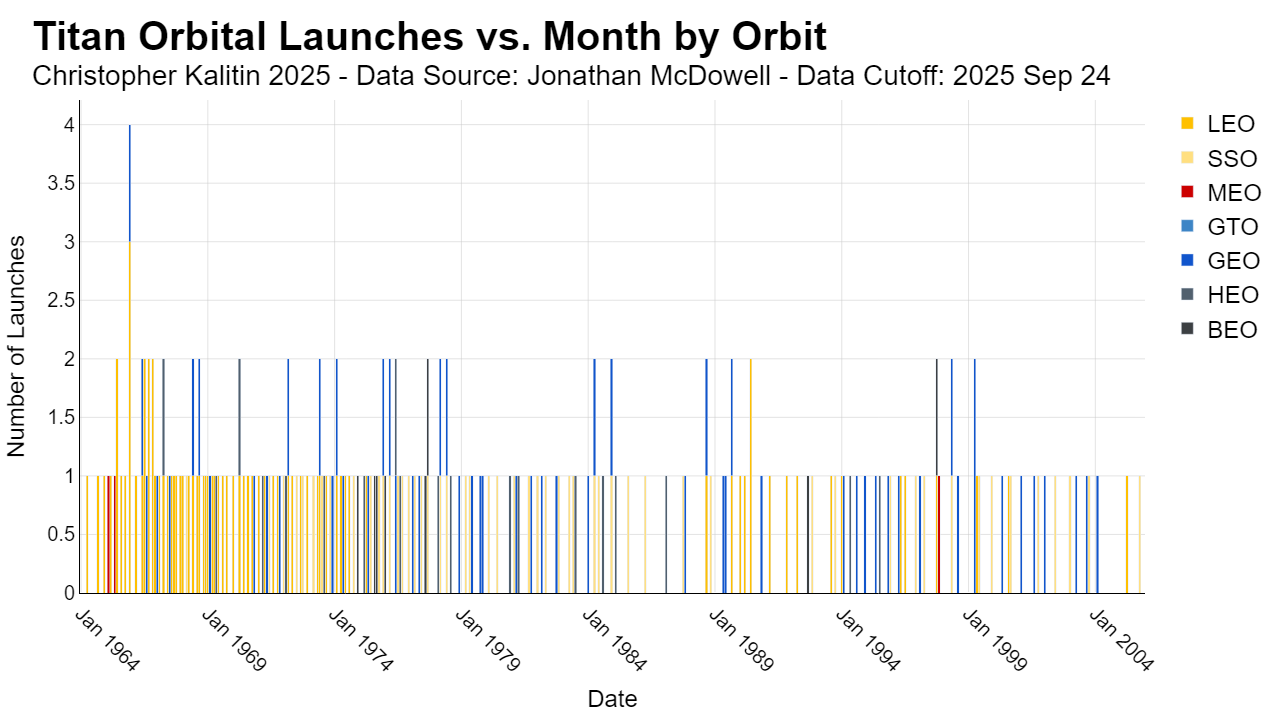 Titan Orbital Launches vs. Month by Orbit
Christopher Kalitin 2025 - Data Source: Jonathan McDowell - Data Cutoff: 2025 Sep 24
Number of Launches
4
3.5
3
2.5
2
1.5
1
0.5
0
Jan 1964
Jan 1969
Jan 1974
Jan 1979
Jan 1984
Jan 1989
Jan 1994
Jan 1999
Jan 2004
Date
LEO
SSO
MEO
GTO
GEO
HEO
BEO